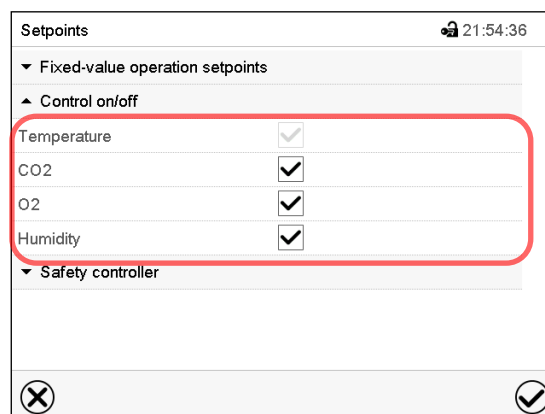 Setpoints 21:54:36
Fixed-value operation setpoints
Control on/off
Temperature
CO2
O2
Humidity
Safety controller